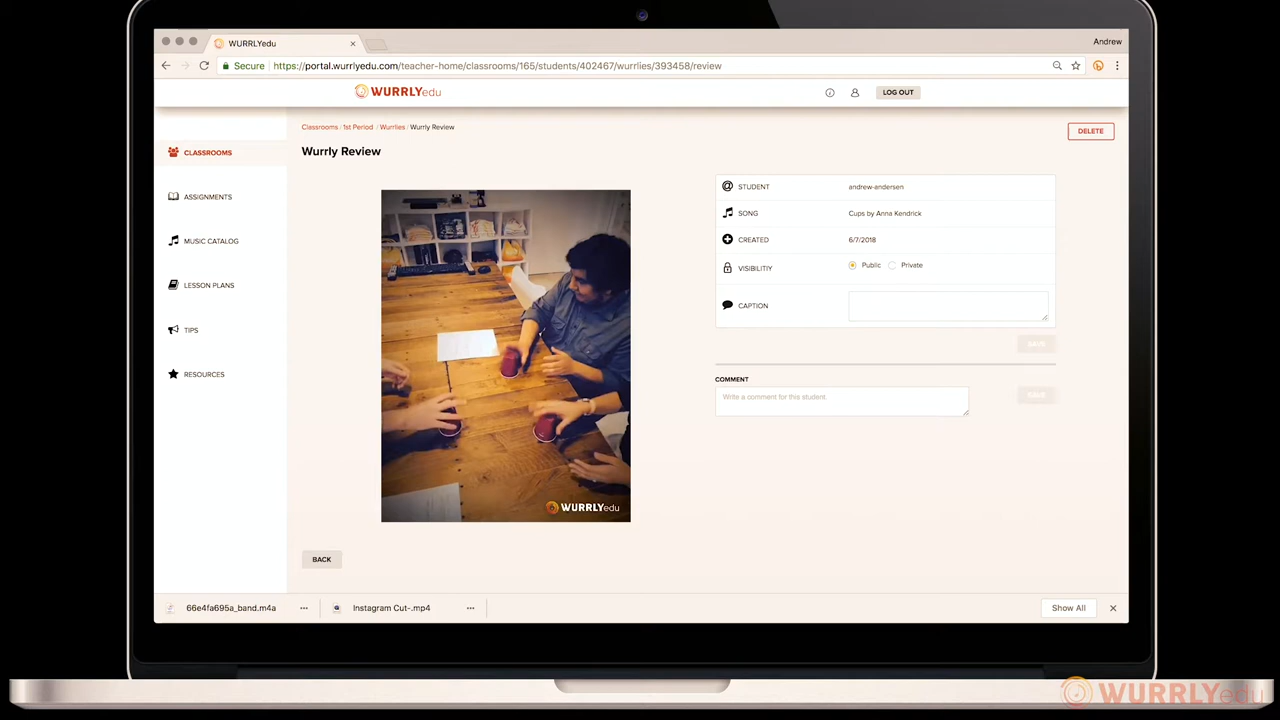 WURRLYedu
Andrew
Secure https://portal.wurrlyedu.com/teacher-home/classrooms/165/students/402467/wurrlies/393458/review
WURRLYedu
LOG OUT
Classrooms / 1st Period / Wurrlies / Wurrly Review
DELETE
Wurrly Review
CLASSROOMS
ASSIGNMENTS
MUSIC CATALOG
LESSON PLANS
TIPS
RESOURCES
WURRLYedu
STUDENT andrew-andersen
SONG Cups by Anna Kendrick
CREATED 6/7/2018
VISIBILITIY Public Private
CAPTION
SAVE
COMMENT
Write a comment for this student.
SAVE
BACK
66e4fa695a_band.m4a
Instagram Cut-.mp4
Show All
WURRLYedu